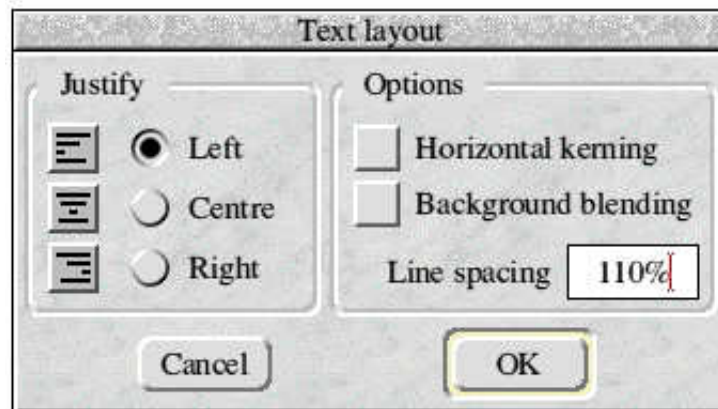 Text layout
Justify
Left
Centre
Right
Options
Horizontal kerning
Background blending
Line spacing 110%
Cancel
OK